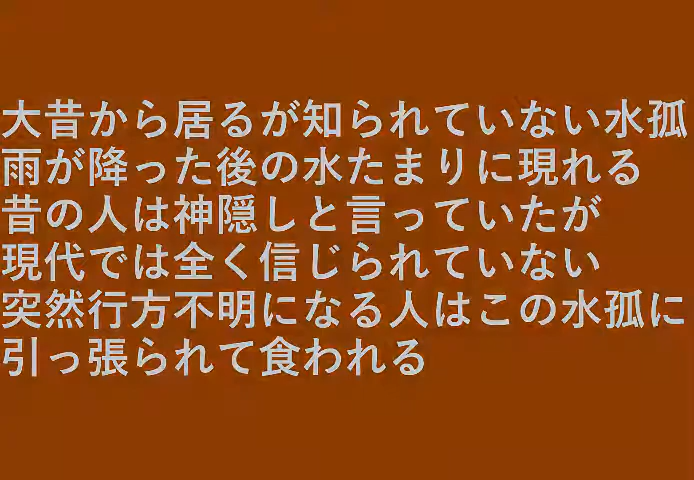 大昔から居るが知られていない水孤
雨が降った後の水たまりに現れる
昔の人は神隠しと言っていたが
現代では全く信じられていない
突然行方不明になる人はこの水孤に
引っ張られて食われる